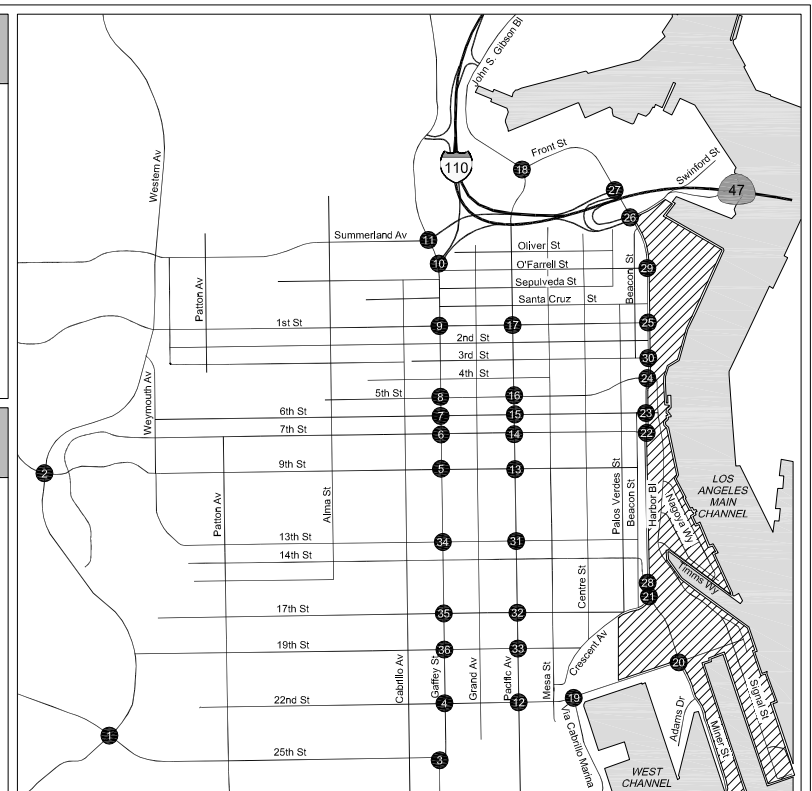 John S. Gibson Bl
Front St
18
110
Swinford St
27
47
Western Av
26
Summerland Av
11
Oliver St
10
O'Farrell St
29
Beacon St
Sepulveda St
Patton Av
Santa Cruz St
1st St
9
17
25
2nd St
3rd St
30
4th St
24
5th St
8
16
Weymouth Av
6th St
7
15
23
7th St
6
14
22
2
9th St
5
13
LOS
ANGELES
MAIN
CHANNEL
Patton Av
Alma St
Palos Verdes St
Beacon St
Harbor Bl
Nagoya Wy
13th St
34
31
14th St
Timms Wy
28
21
Centre St
17th St
35
32
19th St
36
33
Crescent Av
20
Cabrillo Av
Gaffey St
Grand Av
Pacific Av
Mesa St
22nd St
4
12
19
Signal St
Adams Dr
Miner St
Via Cabrillo Marina
1
25th St
3
WEST
CHANNEL